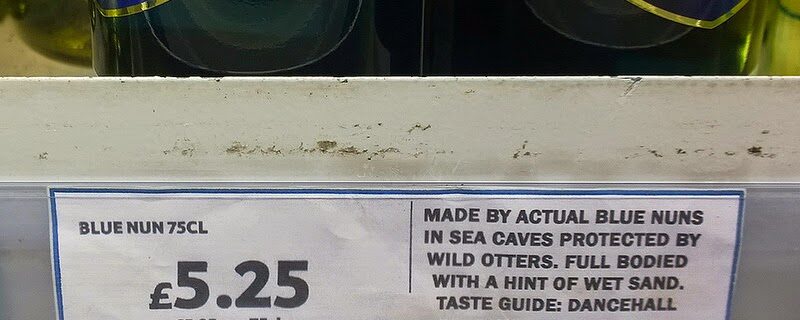 BLUE NUN 75CL
£5.25
MADE BY ACTUAL BLUE NUNS
IN SEA CAVES PROTECTED BY
WILD OTTERS. FULL BODIED
WITH A HINT OF WET SAND.
TASTE GUIDE: DANCEHALL